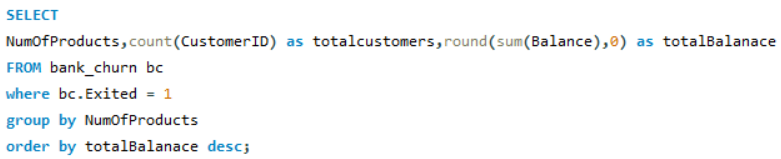 SELECT
NumOfProducts,count(CustomerID) as totalcustomers,round(sum(Balance),0) as totalBalanace
FROM bank_churn bc
where bc.Exited = 1
group by NumOfProducts
order by totalBalanace desc;